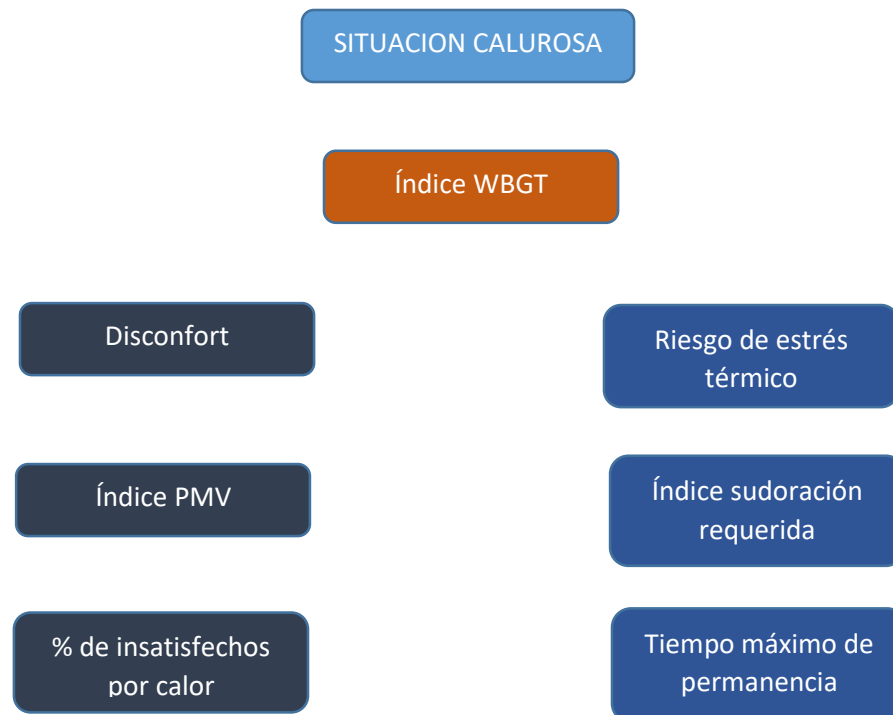 SITUACION CALUROSA
Índice WBGT
Disconfort
Riesgo de estrés
térmico
Índice PMV
Índice sudoración
requerida
% de insatisfechos
por calor
Tiempo máximo de
permanencia